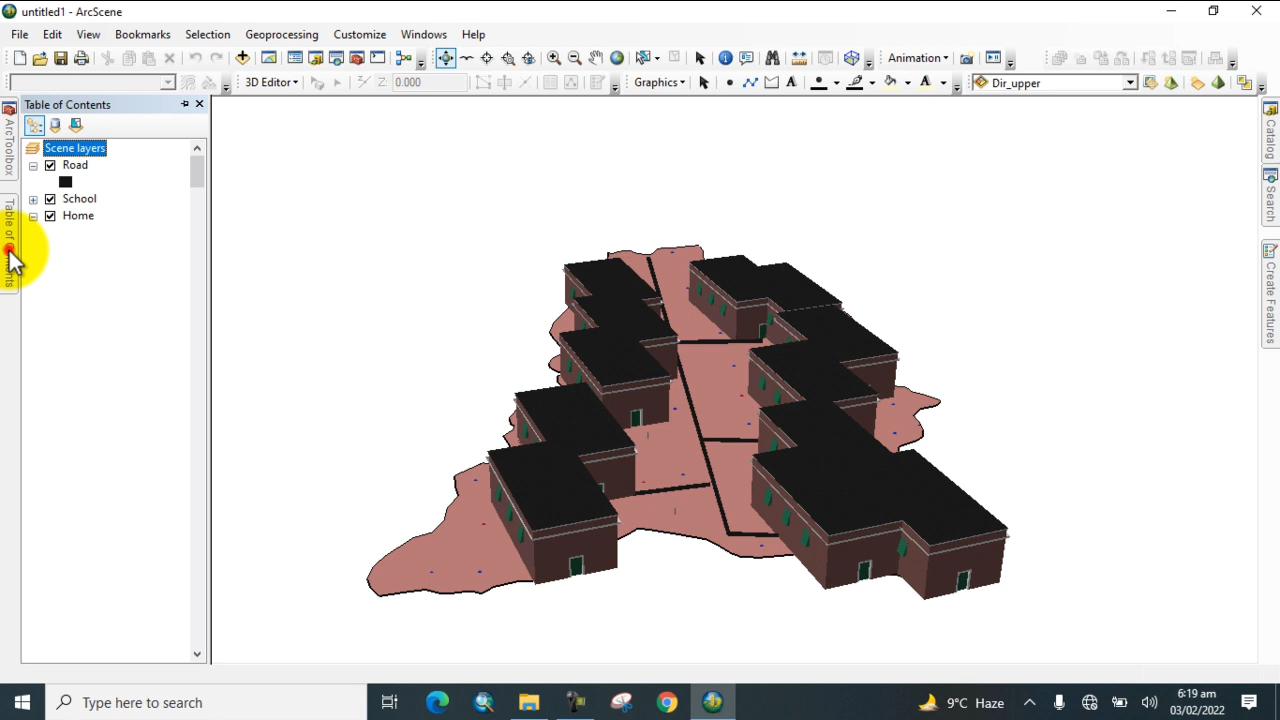 untitled1 - ArcScene
File Edit View Bookmarks Selection Geoprocessing Customize Windows Help
Animation
3D Editor Z: 0.000 Graphics A A Dir_upper
Table of Contents
ArcToolbox
Scene layers
Road
School
Home
Catalog
Search
Create Features
Type here to search
9°C Haze
6:19 am
03/02/2022